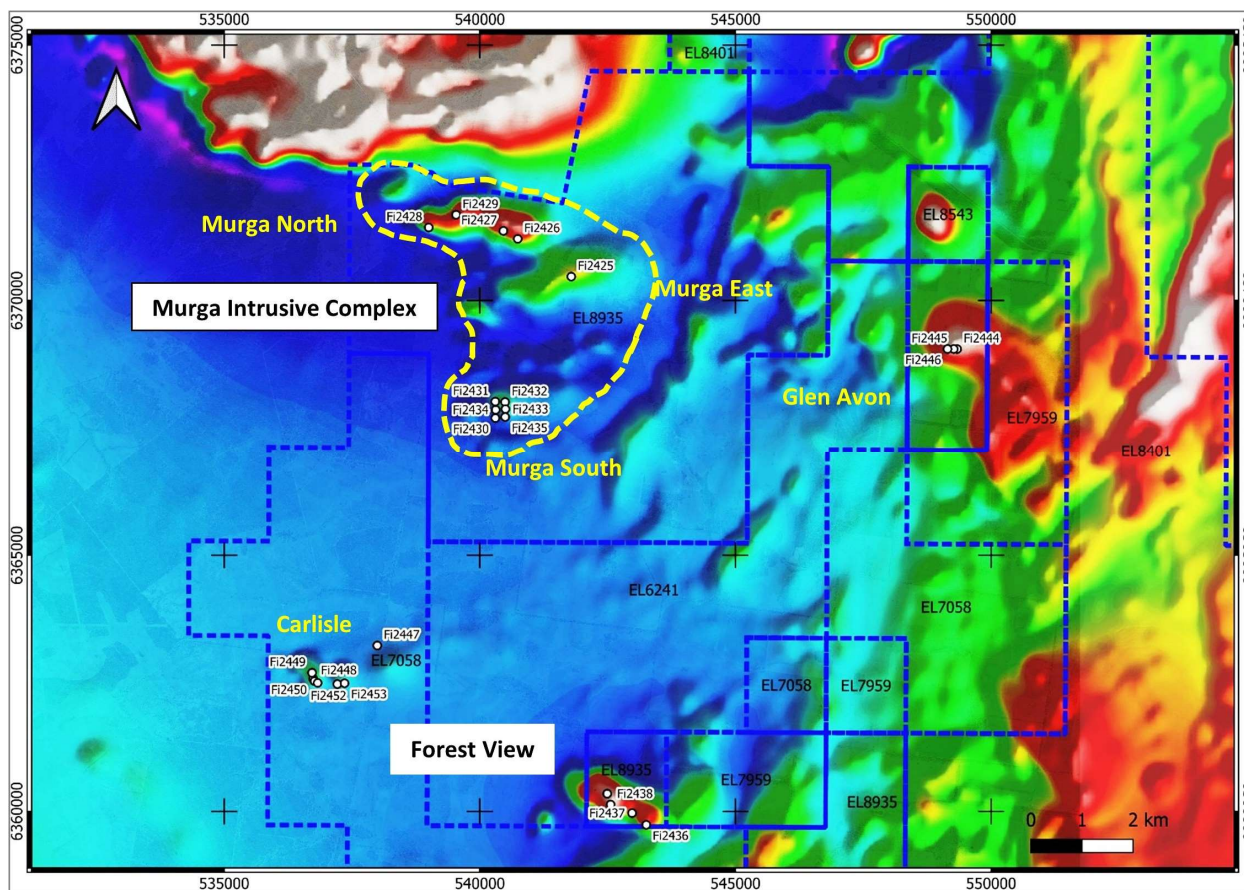 535000 540000 545000 550000
6375000
EL8401
Fi2429
Murga North
Fi2428
Fi2427
Fi2426
EL8543
Fi2425
Murga East
6370000
Murga Intrusive Complex
EL8935
Fi2445 Fi2444
Fi2446
Glen Avon
Fi2431 Fi2432
Fi2434 Fi2433
Fi2430 Fi2435
EL7959
EL8401
Murga South
6365000
EL6241
EL7058
Carlisle
Fi2447
EL7058
Fi2449 Fi2448
Fi2450
Fi2452 Fi2453
EL7058 EL7959
Forest View
EL8935
EL7959
EL8935
Fi2438
Fi2437
Fi2436
6360000
0 1 2 km
535000 540000 545000 550000